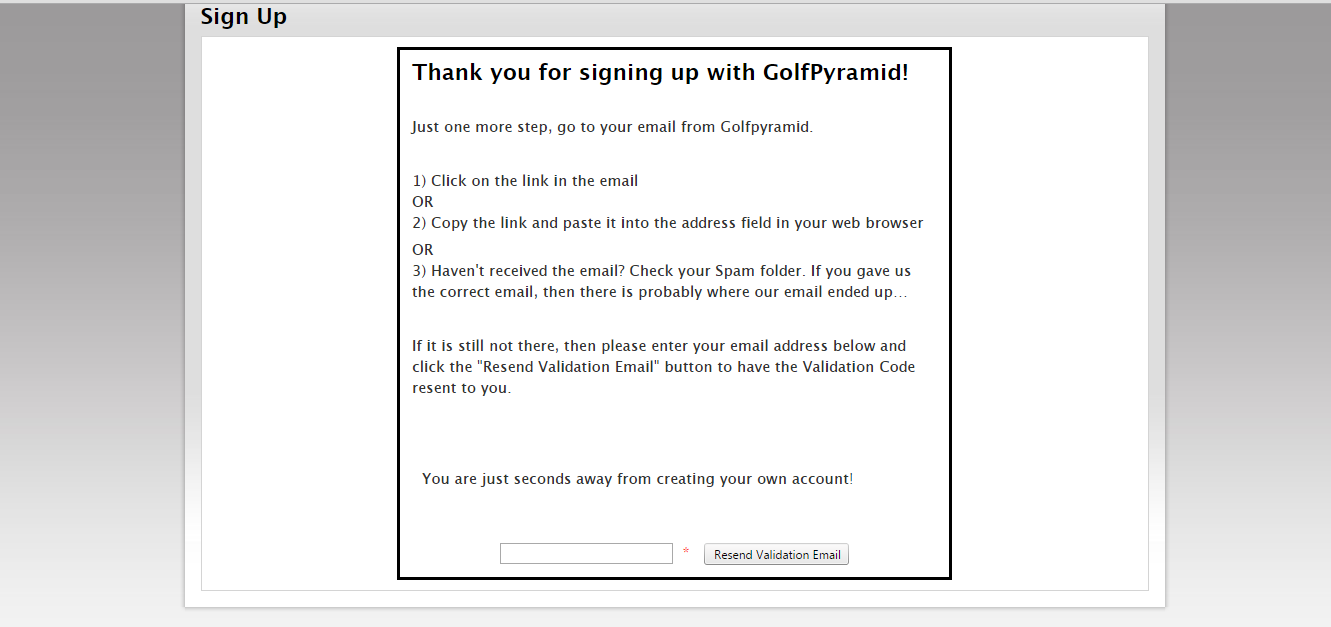 Sign Up
Thank you for signing up with GolfPyramid!
Just one more step, go to your email from Golfpyramid.
1) Click on the link in the email
OR
2) Copy the link and paste it into the address field in your web browser
OR
3) Haven't received the email? Check your Spam folder. If you gave us
the correct email, then there is probably where our email ended up...
If it is still not there, then please enter your email address below and
click the "Resend Validation Email" button to have the Validation Code
resent to you.
You are just seconds away from creating your own account!
* Resend Validation Email